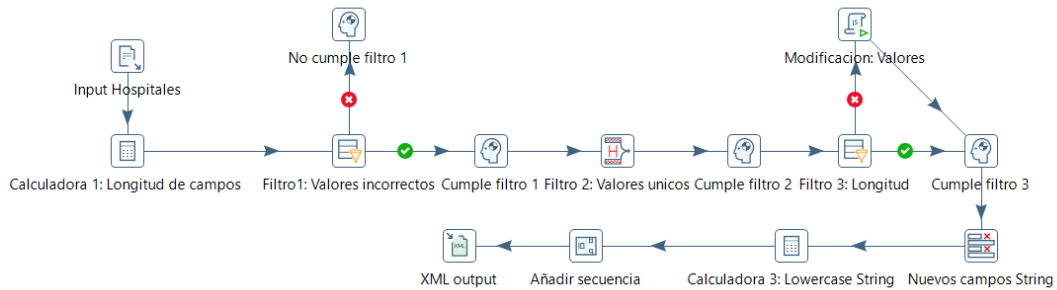 No cumple filtro 1
Modificacion: Valores
Input Hospitales
Calculadora 1: Longitud de campos
Filtro1: Valores incorrectos
Cumple filtro 1
Filtro 2: Valores unicos
Cumple filtro 2
Filtro 3: Longitud
Cumple filtro 3
XML output
Añadir secuencia
Calculadora 3: Lowercase String
Nuevos campos String